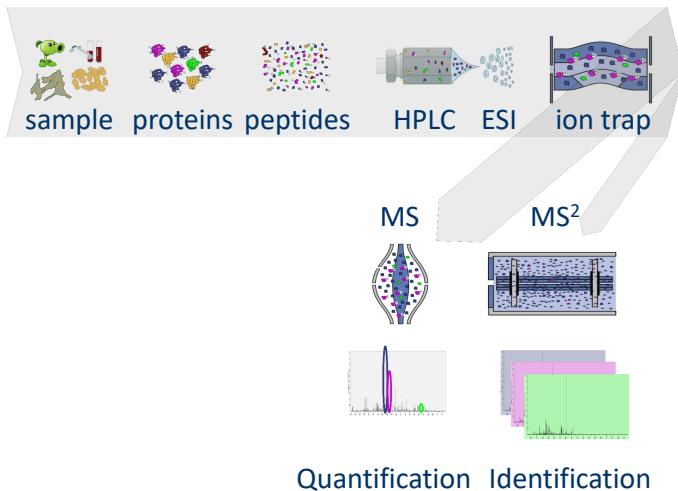 sample proteins peptides HPLC ESI ion trap
MS MS²
Quantification Identification